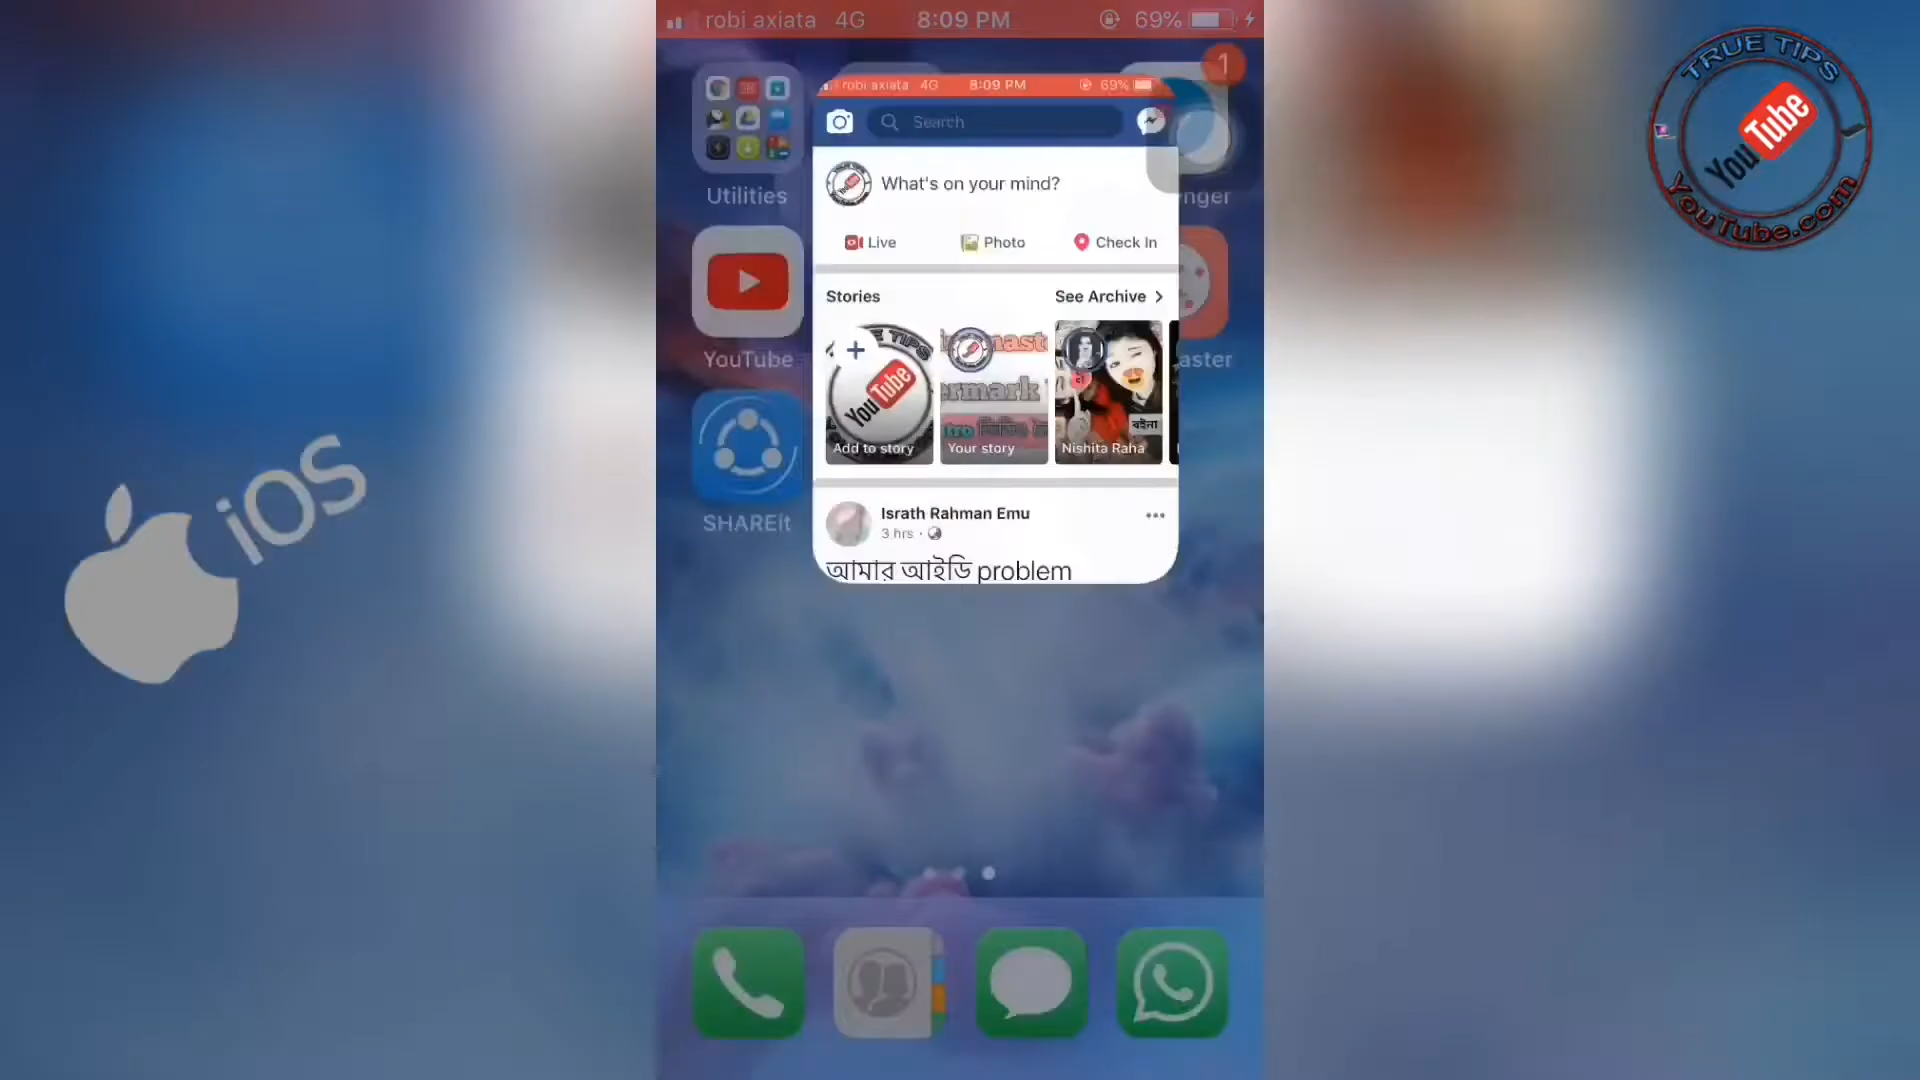 robi axiata 4G 8:09 PM 69%
1
robi axiata 4G 8:09 PM 69%
Search
What's on your mind?
Live Photo Check In
Stories See Archive
Add to story
Your story
বইনা
Nishita Raha
Israth Rahman Emu
3 hrs
আমার আইডি problem
Utilities
nger
YouTube
aster
SHAREit
iOS
TRUE TIPS
YouTube
YouTube.com